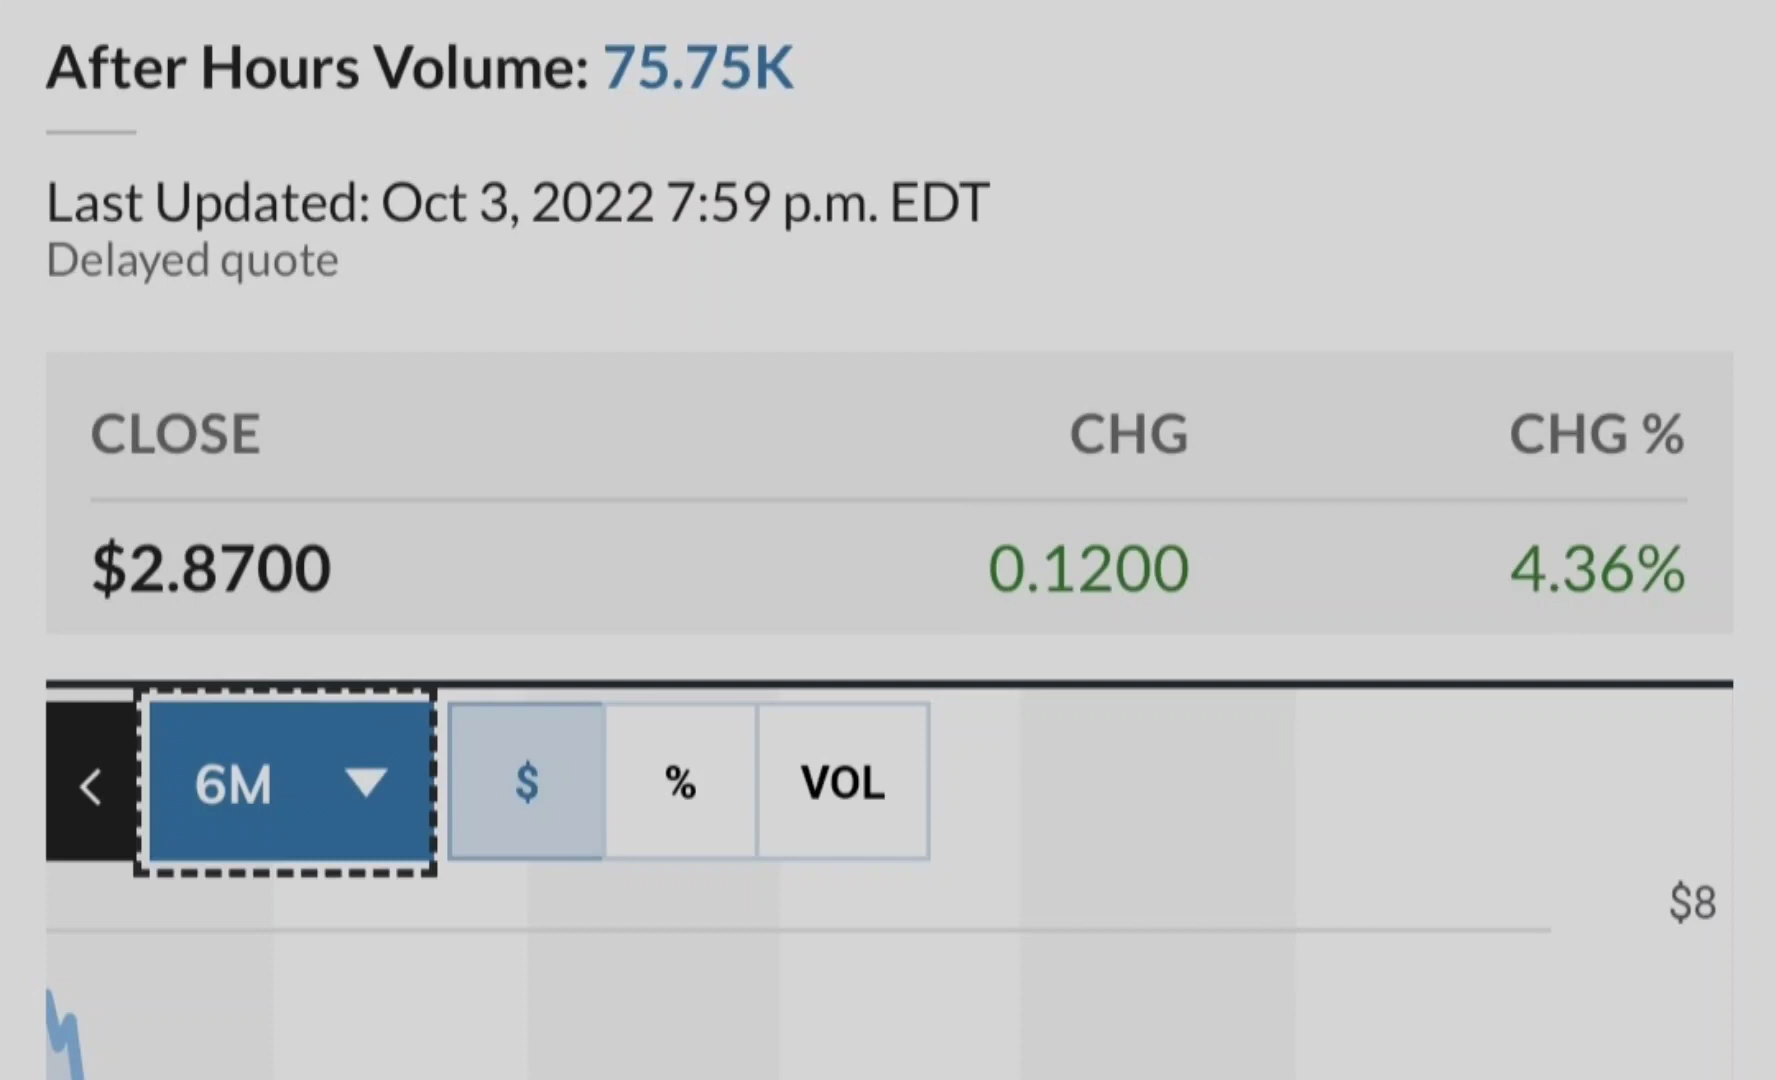 After Hours Volume: 75.75K
Last Updated: Oct 3, 2022 7:59 p.m. EDT
Delayed quote
CLOSE CHG CHG %
$2.8700 0.1200 4.36%
6M $ % VOL
$8